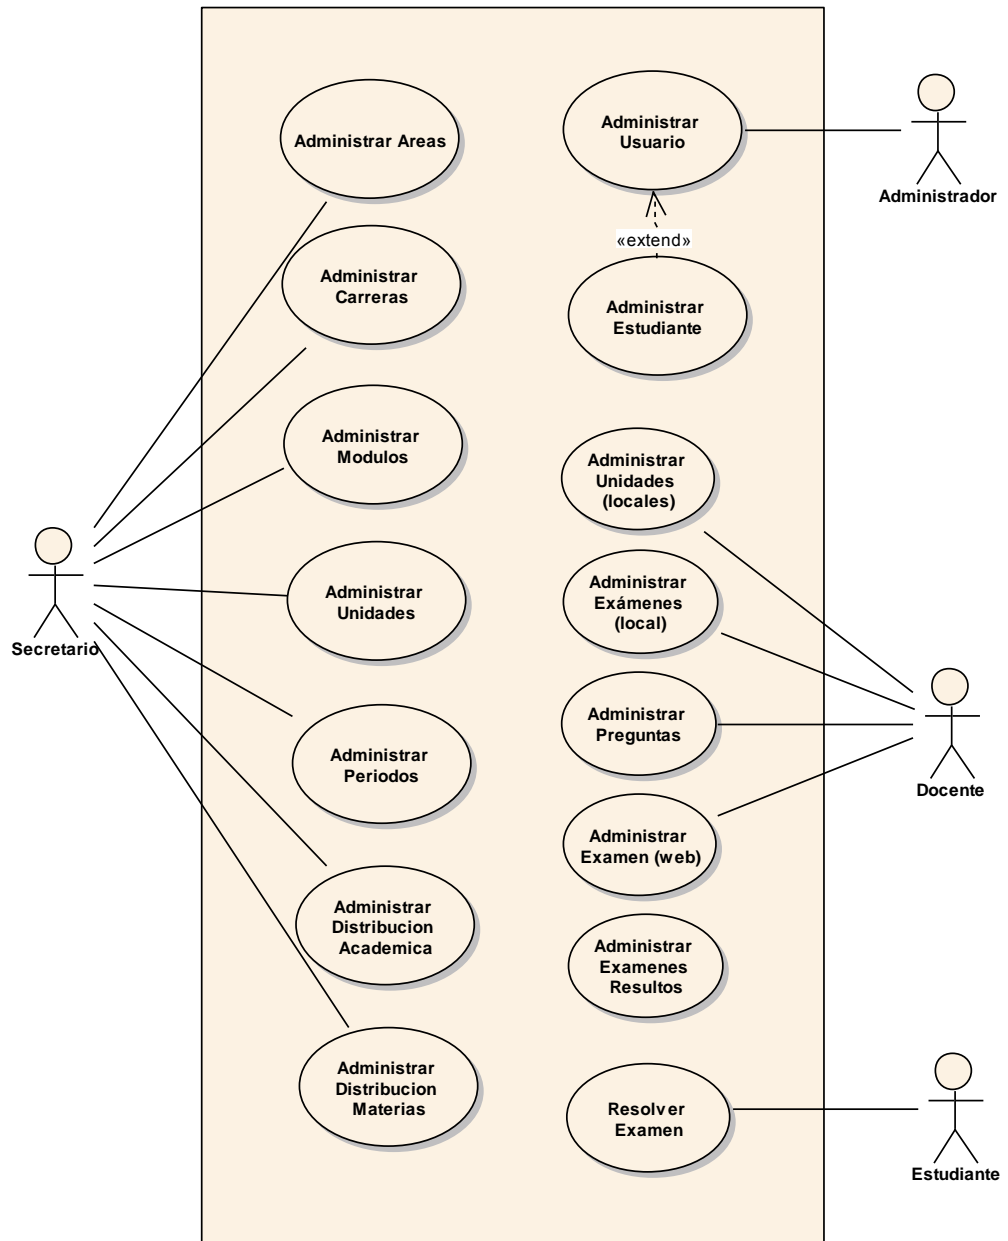 Administrar Areas
Administrar
Usuario
Administrador
«extend»
Administrar
Carreras
Administrar
Estudiante
Administrar
Modulos
Administrar
Unidades
(locales)
Secretario
Administrar
Unidades
Administrar
Exámenes
(local)
Administrar
Periodos
Administrar
Preguntas
Docente
Administrar
Examen (web)
Administrar
Distribucion
Academica
Administrar
Examenes
Resultos
Administrar
Distribucion
Materias
Resolver
Examen
Estudiante